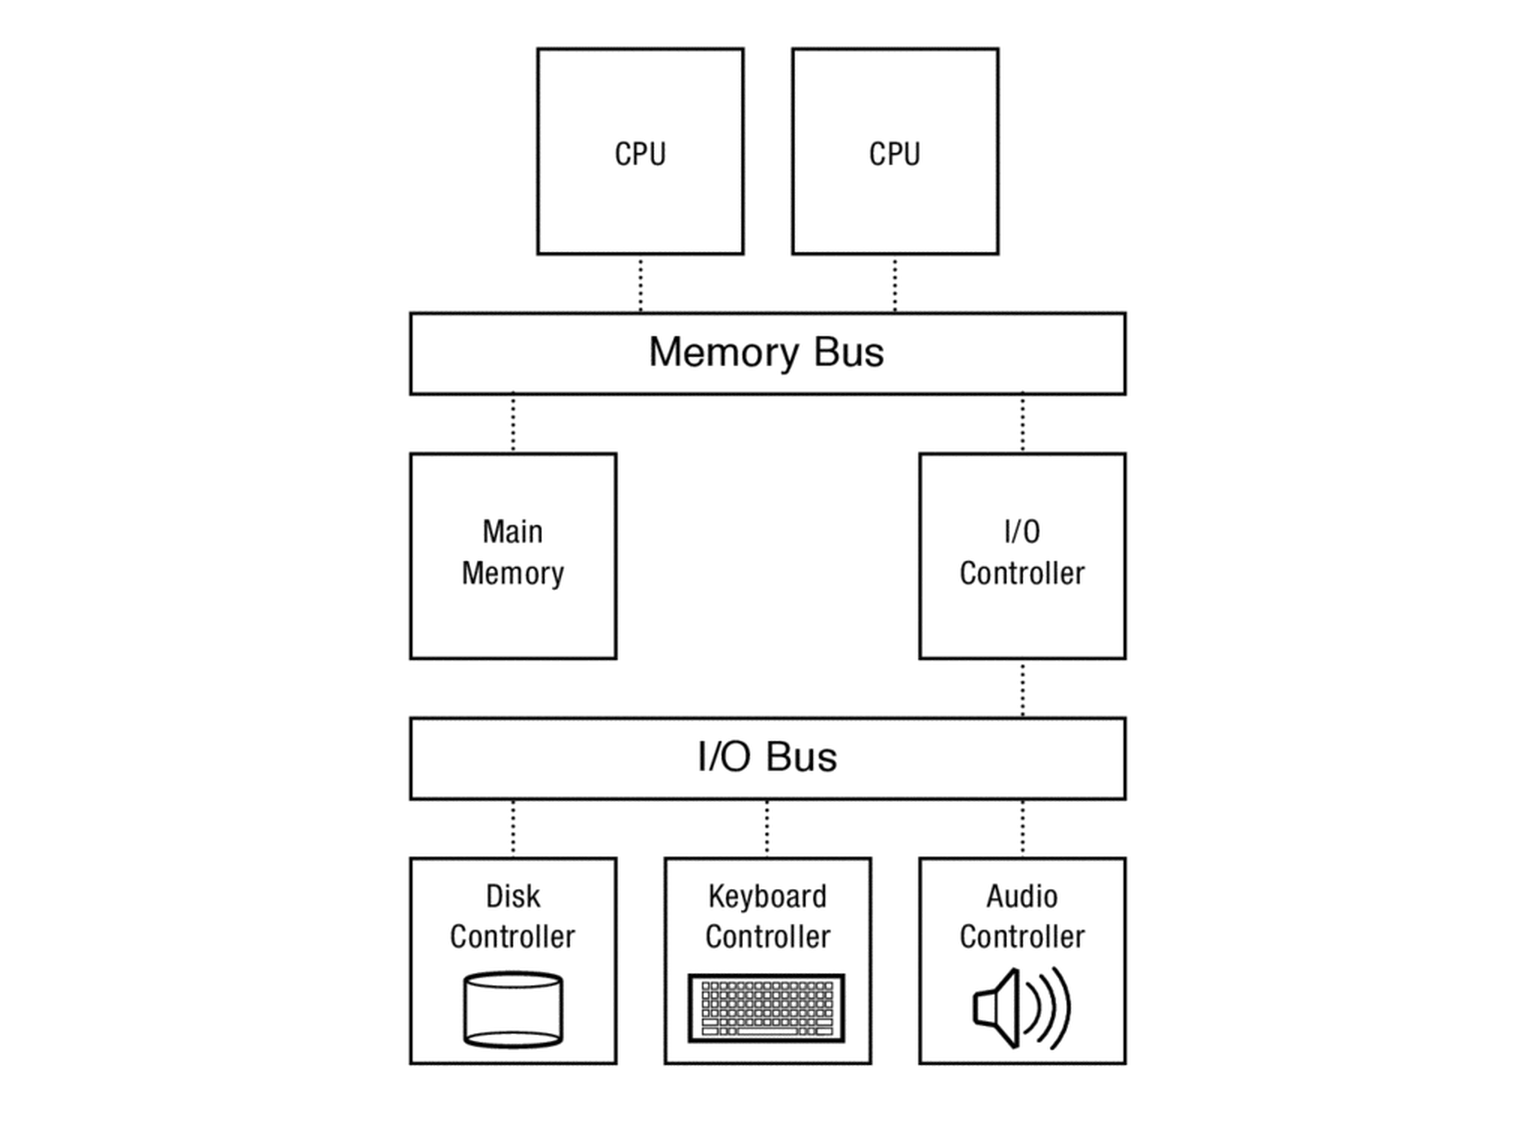 CPU
CPU
Memory Bus
Main
Memory
I/O
Controller
I/O Bus
Disk
Controller
Keyboard
Controller
Audio
Controller